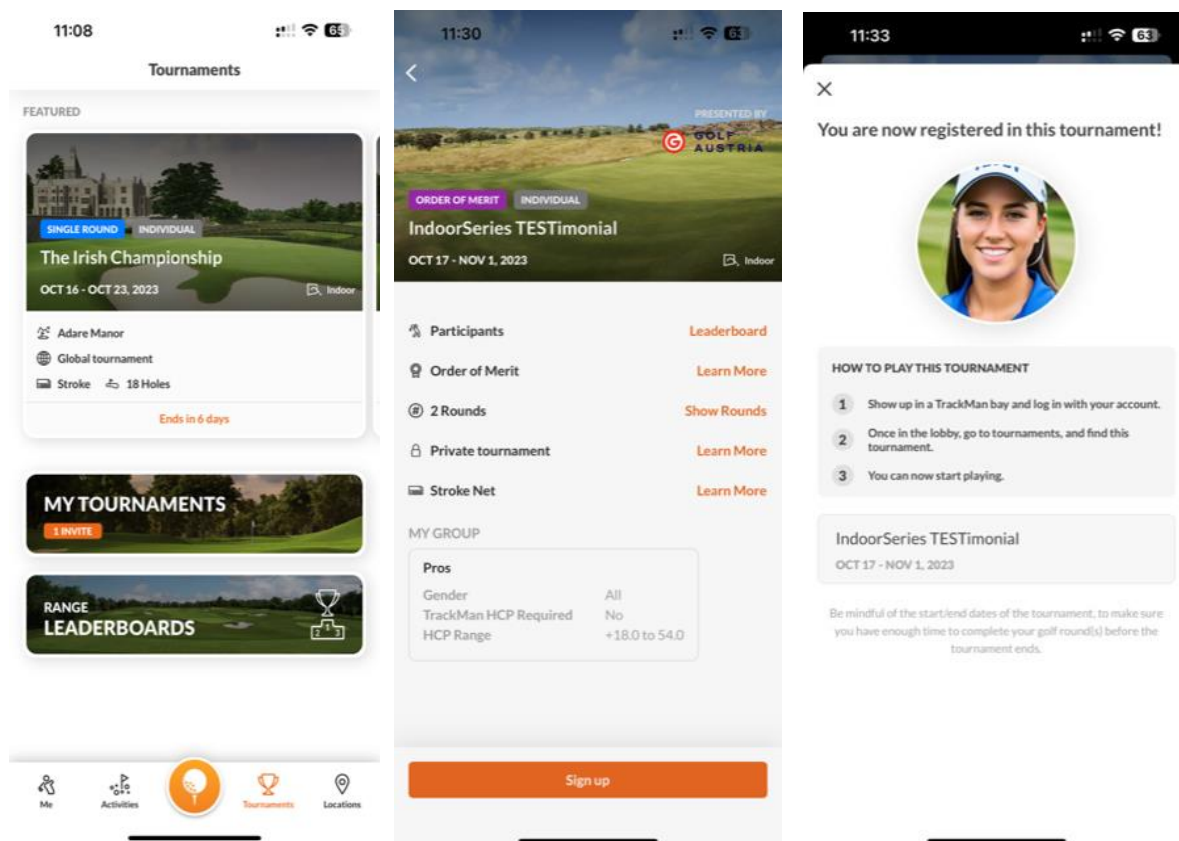 11:08
65
Tournaments
FEATURED
SINGLE ROUND INDIVIDUAL
The Irish Championship
OCT 16 - OCT 23, 2023
Indoor
Adare Manor
Global tournament
Stroke 18 Holes
Ends in 6 days
MY TOURNAMENTS
1 INVITE
RANGE
LEADERBOARDS
2 1 3
Me Activities Tournaments Locations
11:30
63
PRESENTED BY
GOLF
AUSTRIA
ORDER OF MERIT INDIVIDUAL
IndoorSeries TESTimonial
OCT 17 - NOV 1, 2023
Indoor
Participants Leaderboard
Order of Merit Learn More
2 Rounds Show Rounds
Private tournament Learn More
Stroke Net Learn More
MY GROUP
Pros
Gender All
TrackMan HCP Required No
HCP Range +18.0 to 54.0
Sign up
11:33
63
You are now registered in this tournament!
HOW TO PLAY THIS TOURNAMENT
1 Show up in a TrackMan bay and log in with your account.
2 Once in the lobby, go to tournaments, and find this
tournament.
3 You can now start playing.
IndoorSeries TESTimonial
OCT 17 - NOV 1, 2023
Be mindful of the start/end dates of the tournament, to make sure
you have enough time to complete your golf round(s) before the
tournament ends.